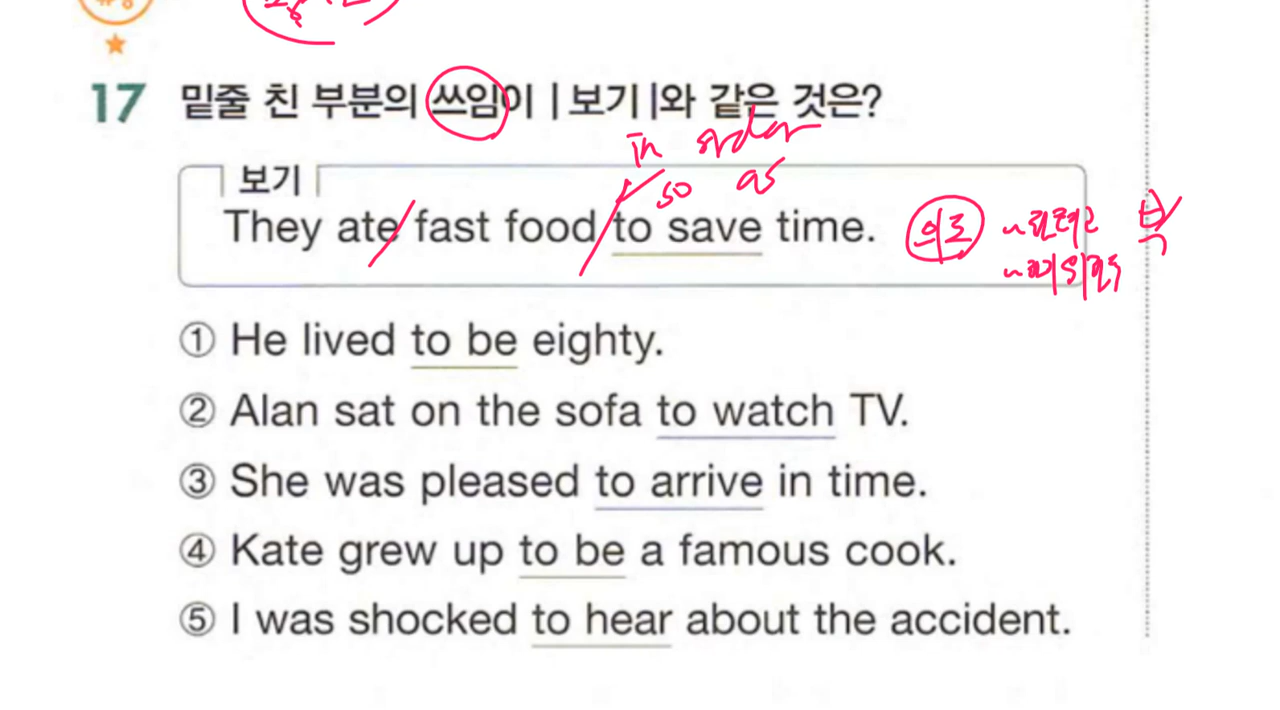 17 밑줄 친 부분의 쓰임이 |보기|와 같은 것은?
in order
so as
보기
They ate fast food to save time.
의도 ~하려고 부
~하기 위해
① He lived to be eighty.
② Alan sat on the sofa to watch TV.
③ She was pleased to arrive in time.
④ Kate grew up to be a famous cook.
⑤ I was shocked to hear about the accident.